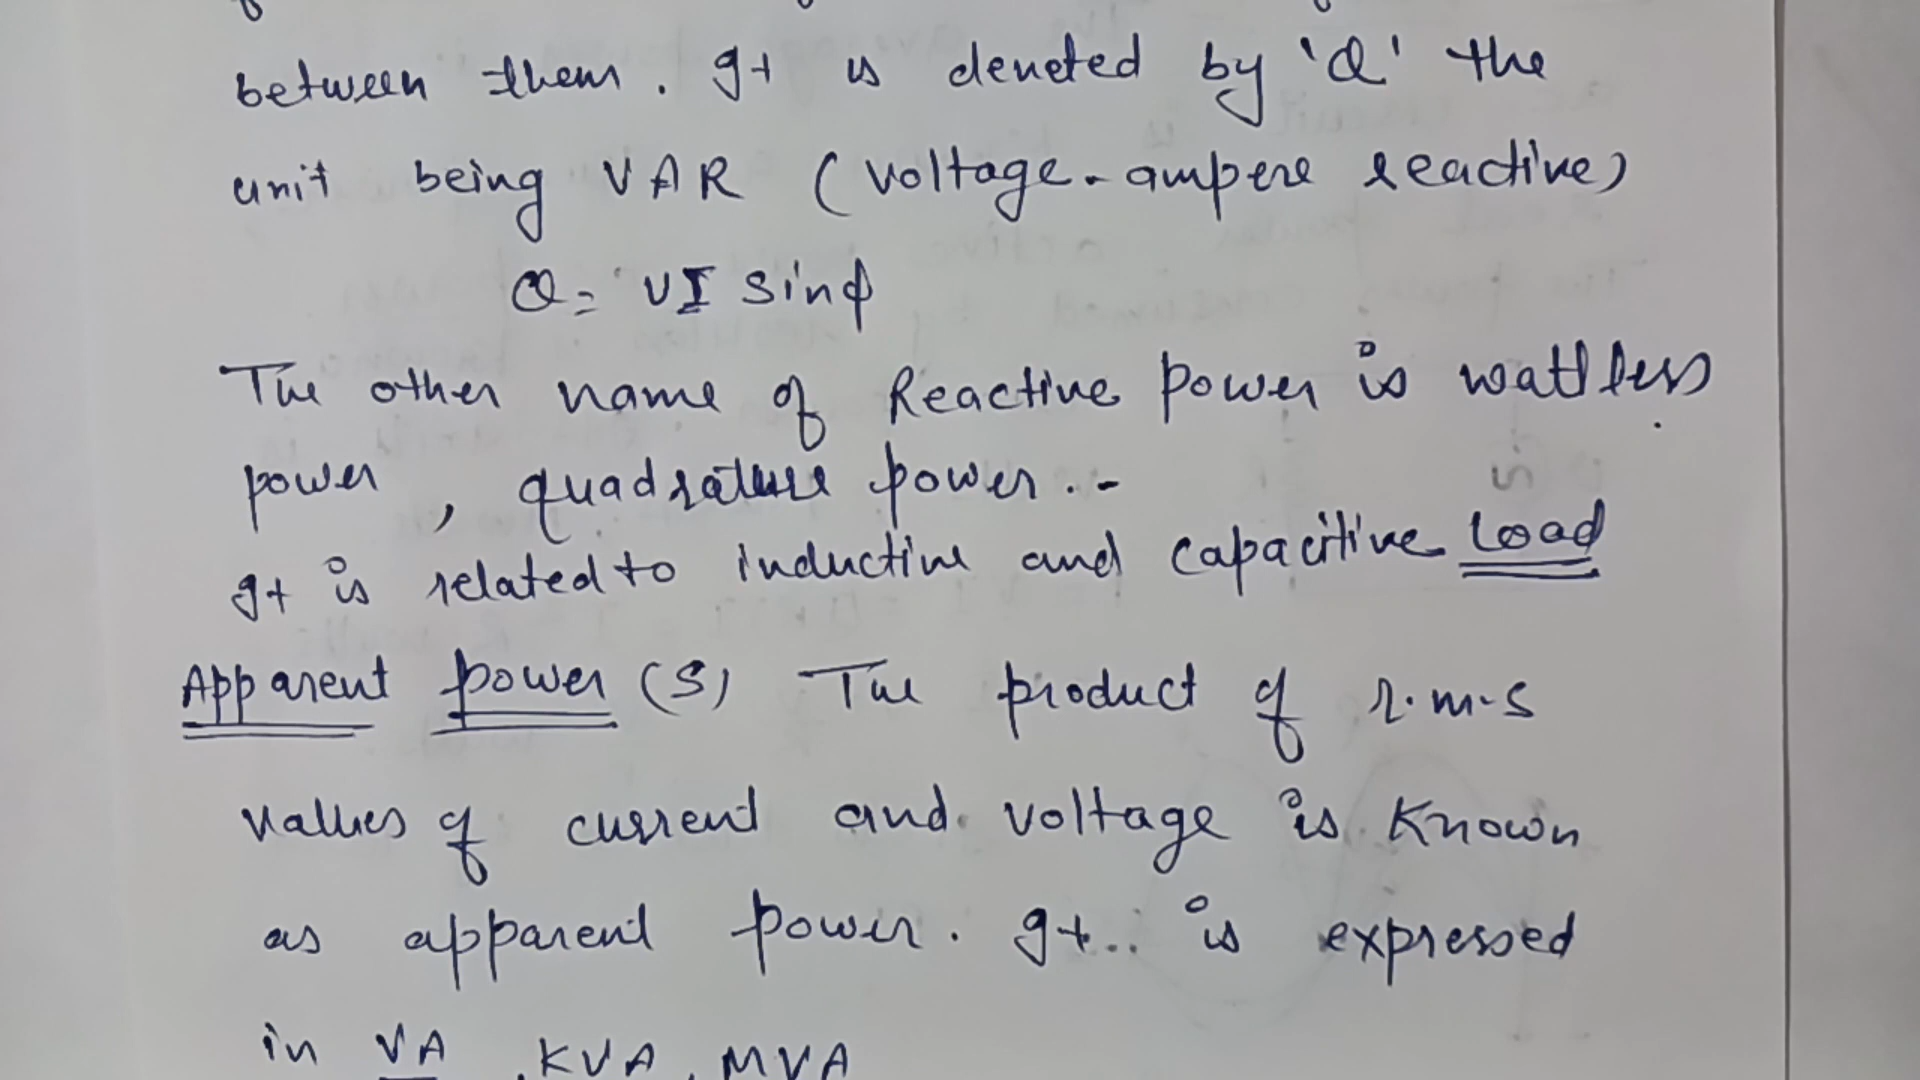 between them. It is denoted by 'Q' the
unit being VAR (voltage-ampere reactive)
Q = VI sinϕ
The other name of Reactive power is wattless
power, quadrature power.-
It is related to inductive and capacitive Load
Apparent power (S) The product of r.m.s
values of current and voltage is known
as apparent power. It is expressed
in VA, KVA, MVA